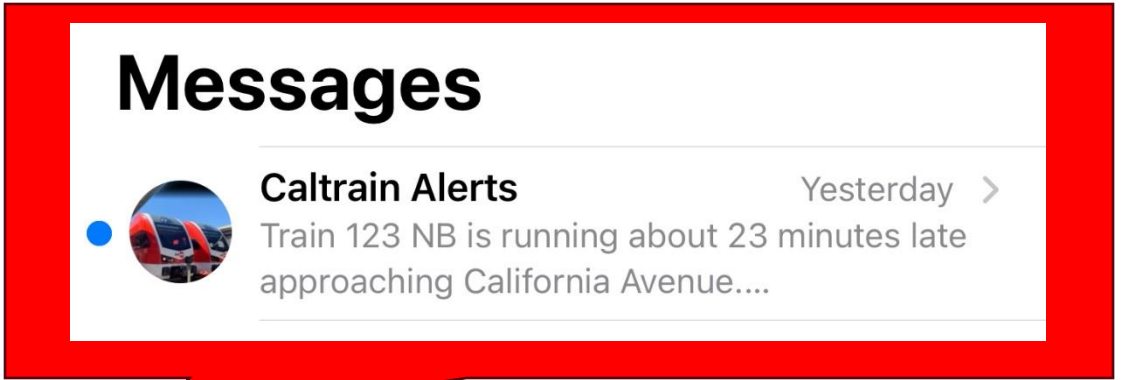 Messages
Caltrain Alerts
Yesterday
Train 123 NB is running about 23 minutes late
approaching California Avenue....